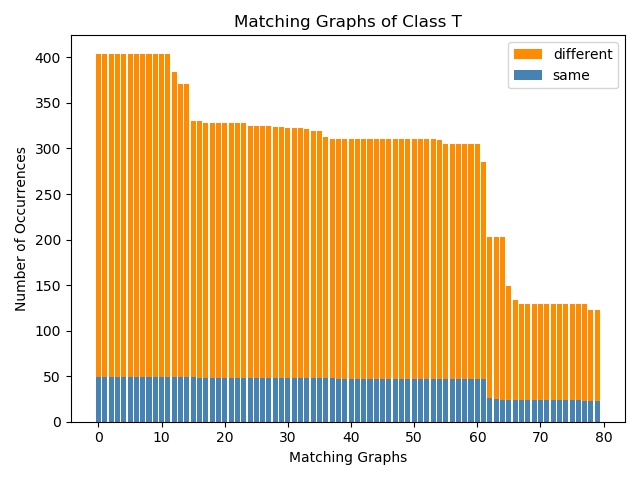 Matching Graphs of Class T
different
same
Number of Occurrences
400
350
300
250
200
150
100
50
0
0 10 20 30 40 50 60 70 80
Matching Graphs